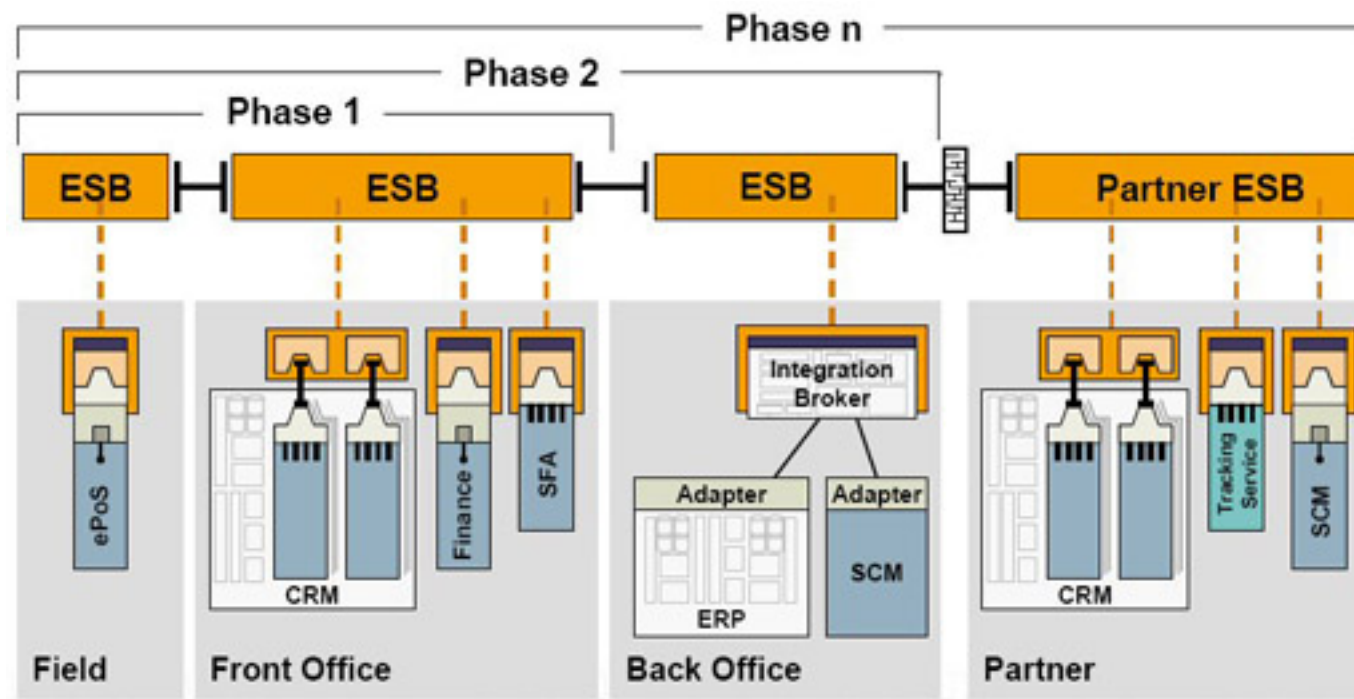 Phase n
Phase 2
Phase 1
ESB
ESB
ESB
Partner ESB
Integration
Broker
Adapter
Adapter
ePoS
Finance
SFA
Tracking
Service
SCM
SCM
CRM
ERP
CRM
Field
Front Office
Back Office
Partner